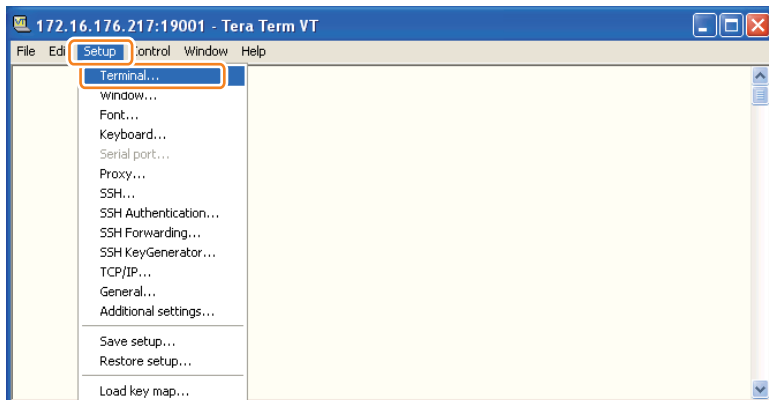 172.16.176.217:19001 - Tera Term VT
File Edi Setup Control Window Help
Terminal...
Window...
Font...
Keyboard...
Serial port...
Proxy...
SSH...
SSH Authentication...
SSH Forwarding...
SSH KeyGenerator...
TCP/IP...
General...
Additional settings...
Save setup...
Restore setup...
Load key map...